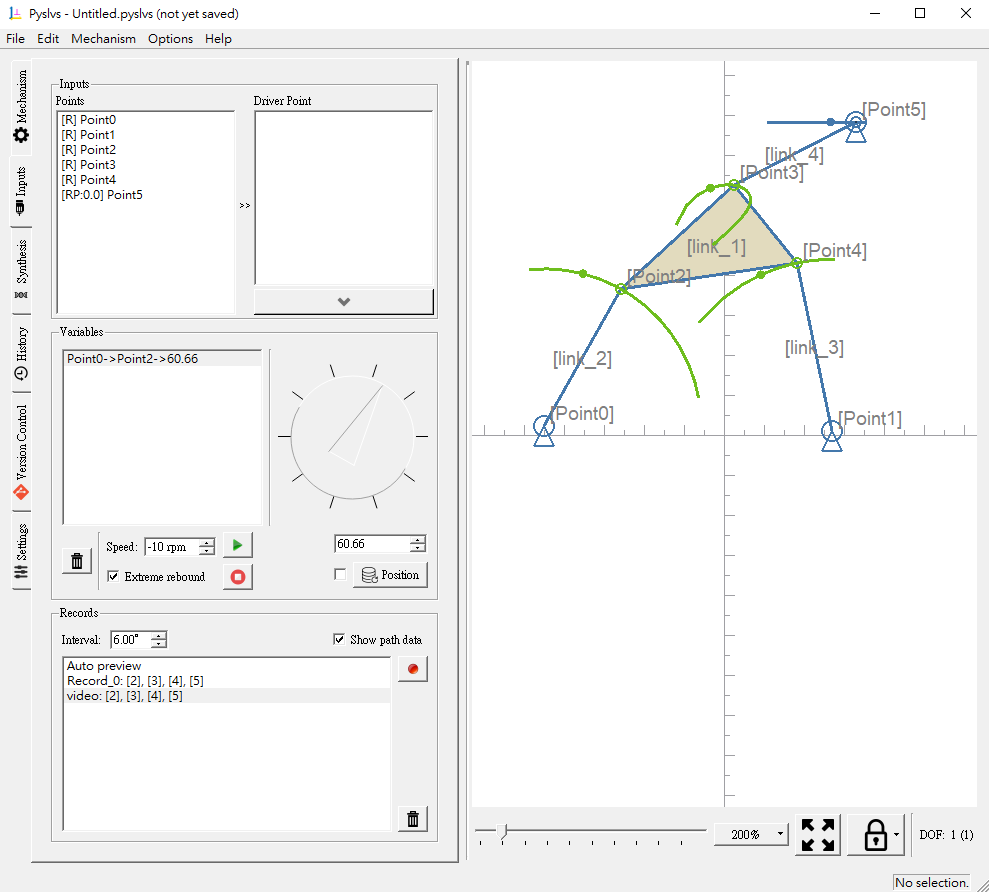 Pyslvs - Untitled.pyslvs (not yet saved)
File Edit Mechanism Options Help
Mechanism
Inputs
Synthesis
History
Version Control
Settings
Inputs
Points
[R] Point0
[R] Point1
[R] Point2
[R] Point3
[R] Point4
[RP:0.0] Point5
>>
Driver Point
Variables
Point0->Point2->60.66
Speed: -10 rpm
Extreme rebound
60.66
Position
Records
Interval: 6.00°
Show path data
Auto preview
Record_0: [2], [3], [4], [5]
video: [2], [3], [4], [5]
[Point5]
[link_4]
[Point3]
[link_1]
[Point4]
[Point2]
[link_3]
[link_2]
[Point0]
[Point1]
200%
DOF: 1 (1)
No selection.